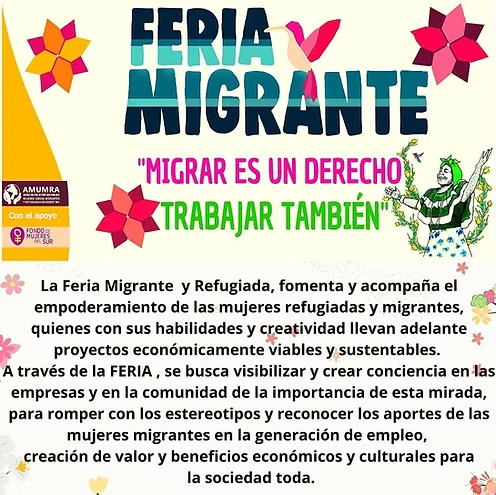 FERIA
MIGRANTE
"MIGRAR ES UN DERECHO
TRABAJAR TAMBIÉN"
AMUMRA
Con el apoyo
FONDO DE
MUJERES
DEL SUR
La Feria Migrante y Refugiada, fomenta y acompaña el
empoderamiento de las mujeres refugiadas y migrantes,
quienes con sus habilidades y creatividad llevan adelante
proyectos económicamente viables y sustentables.
A través de la FERIA , se busca visibilizar y crear conciencia en las
empresas y en la comunidad de la importancia de esta mirada,
para romper con los estereotipos y reconocer los aportes de las
mujeres migrantes en la generación de empleo,
creación de valor y beneficios económicos y culturales para
la sociedad toda.